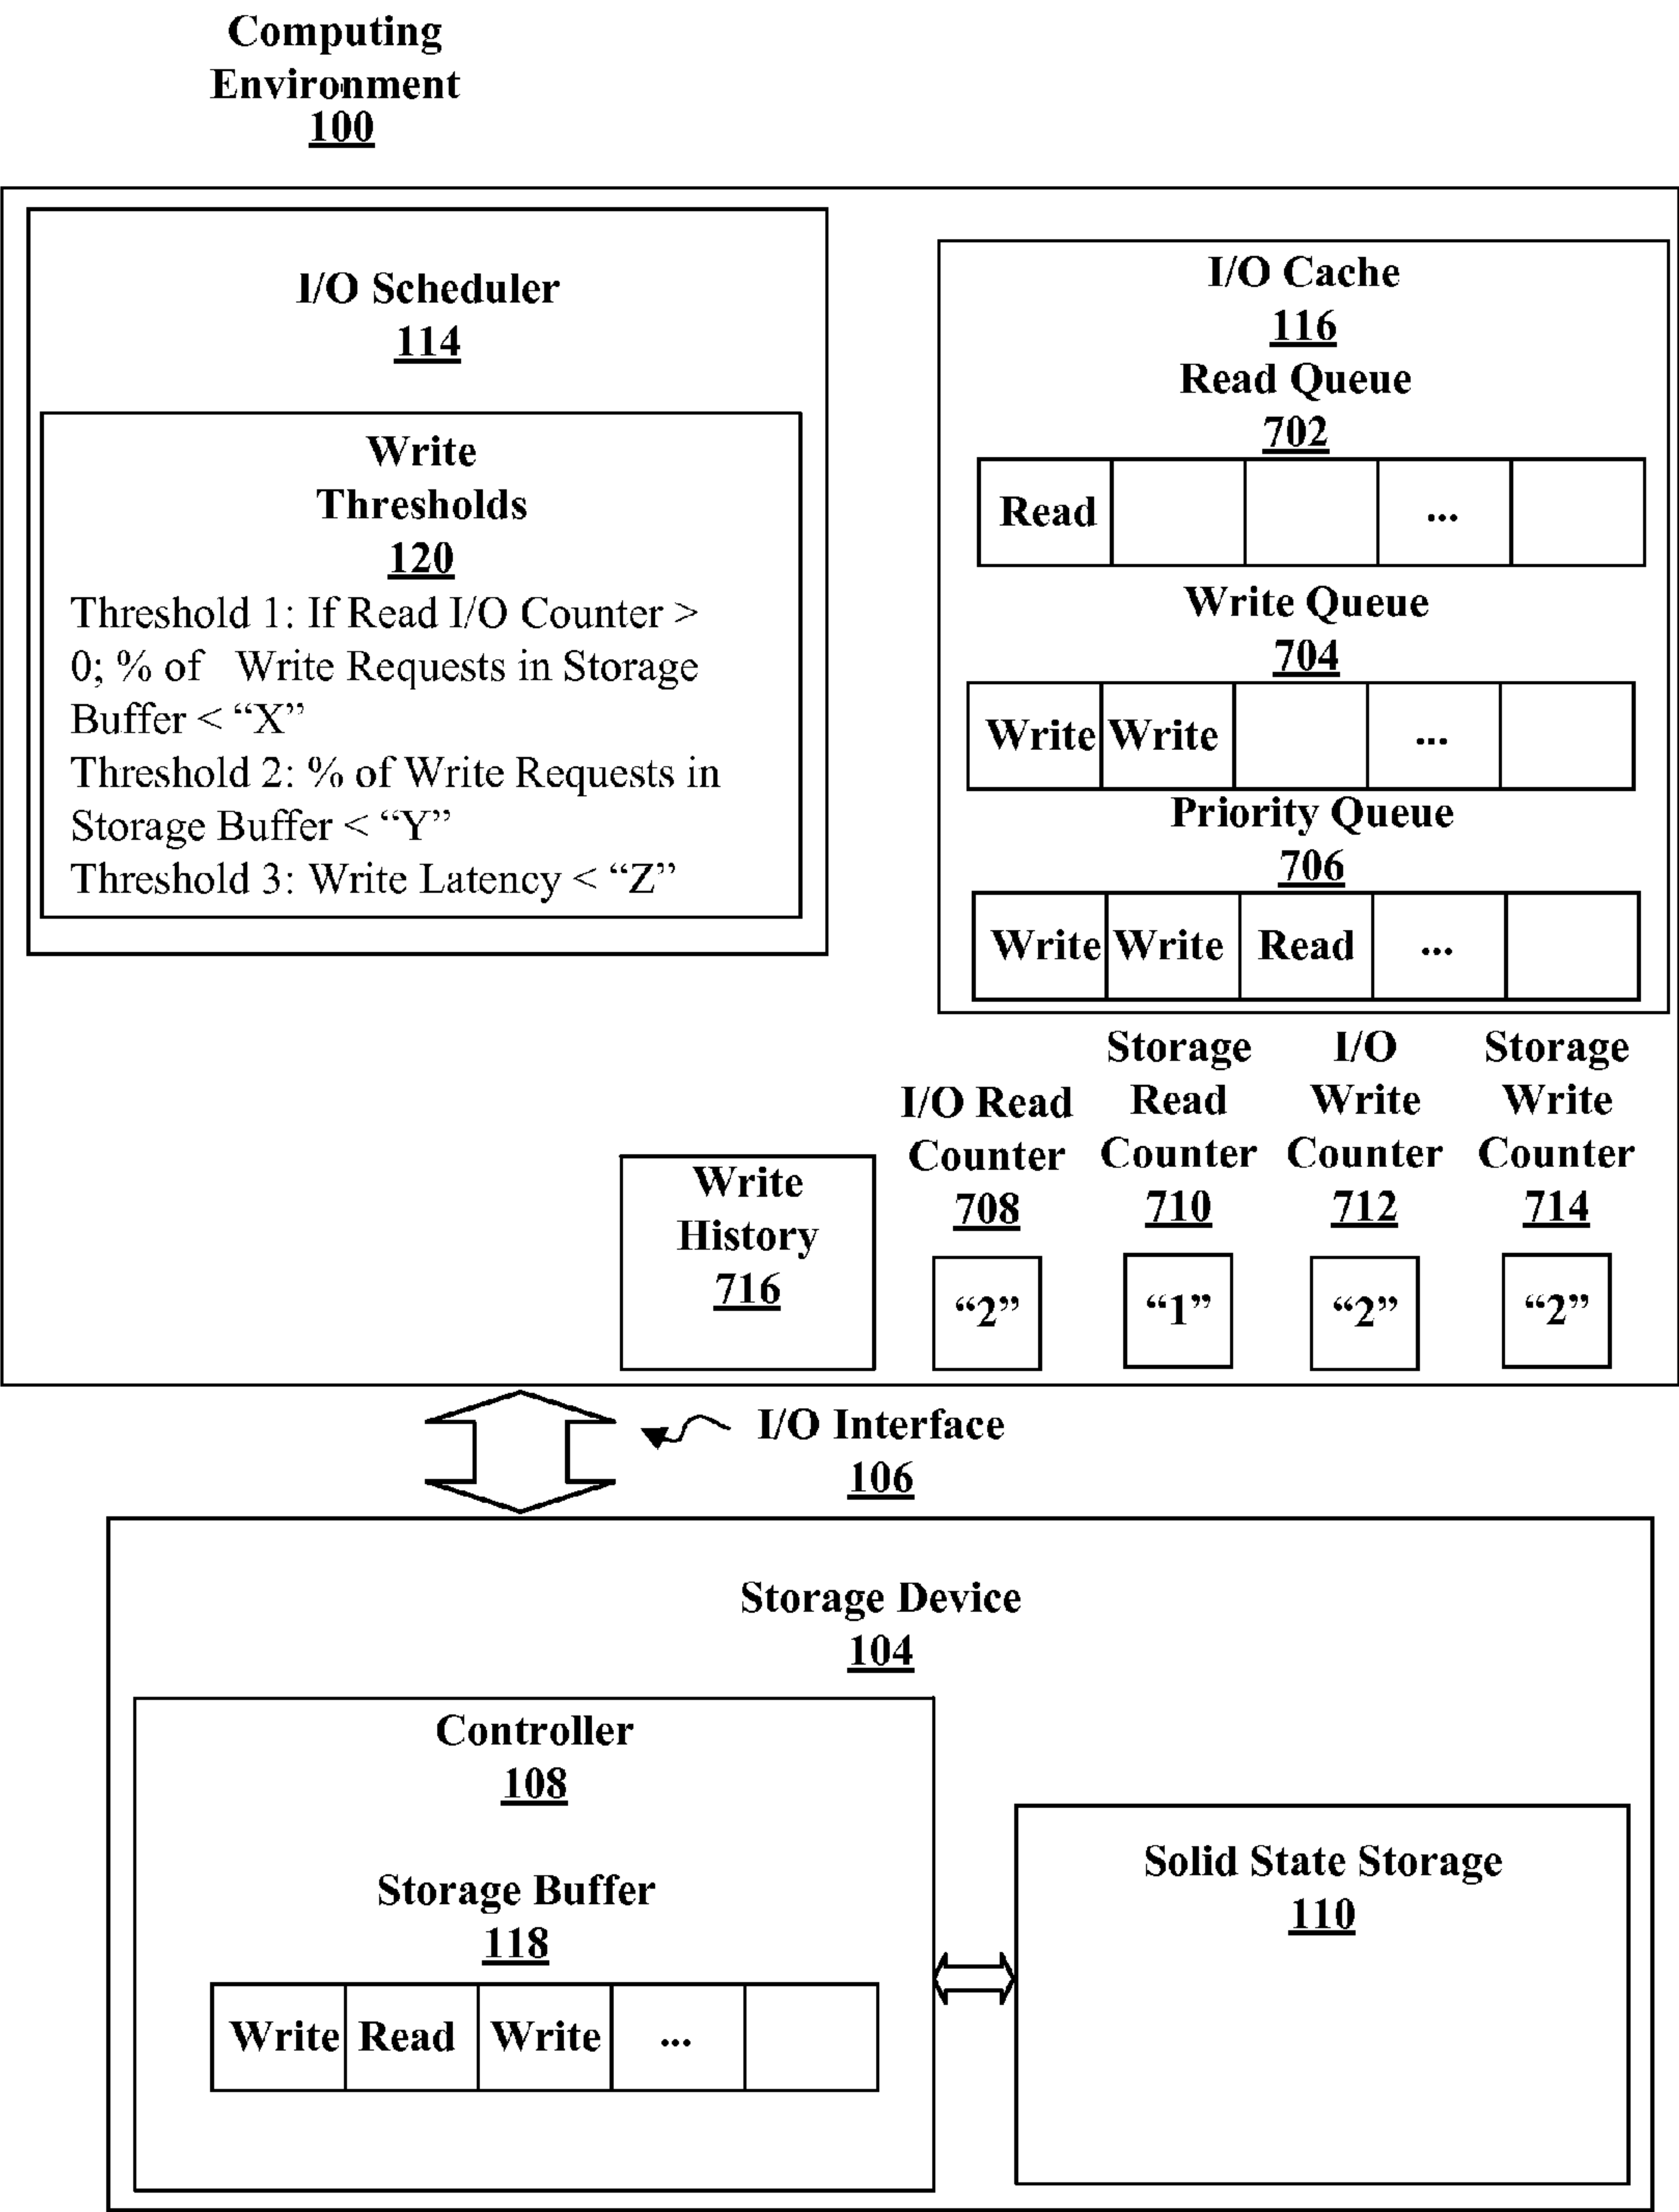 Computing
Environment
100
I/O Scheduler
114
Write
Thresholds
120
Threshold 1: If Read I/O Counter >
0; % of Write Requests in Storage
Buffer < “X”
Threshold 2: % of Write Requests in
Storage Buffer < “Y”
Threshold 3: Write Latency < “Z”
I/O Cache
116
Read Queue
702
Read ...
Write Queue
704
Write Write ...
Priority Queue
706
Write Write Read ...
Write
History
716
I/O Read
Counter
708
“2”
Storage
Read
Counter
710
“1”
I/O
Write
Counter
712
“2”
Storage
Write
Counter
714
“2”
I/O Interface
106
Storage Device
104
Controller
108
Storage Buffer
118
Write Read Write ...
Solid State Storage
110